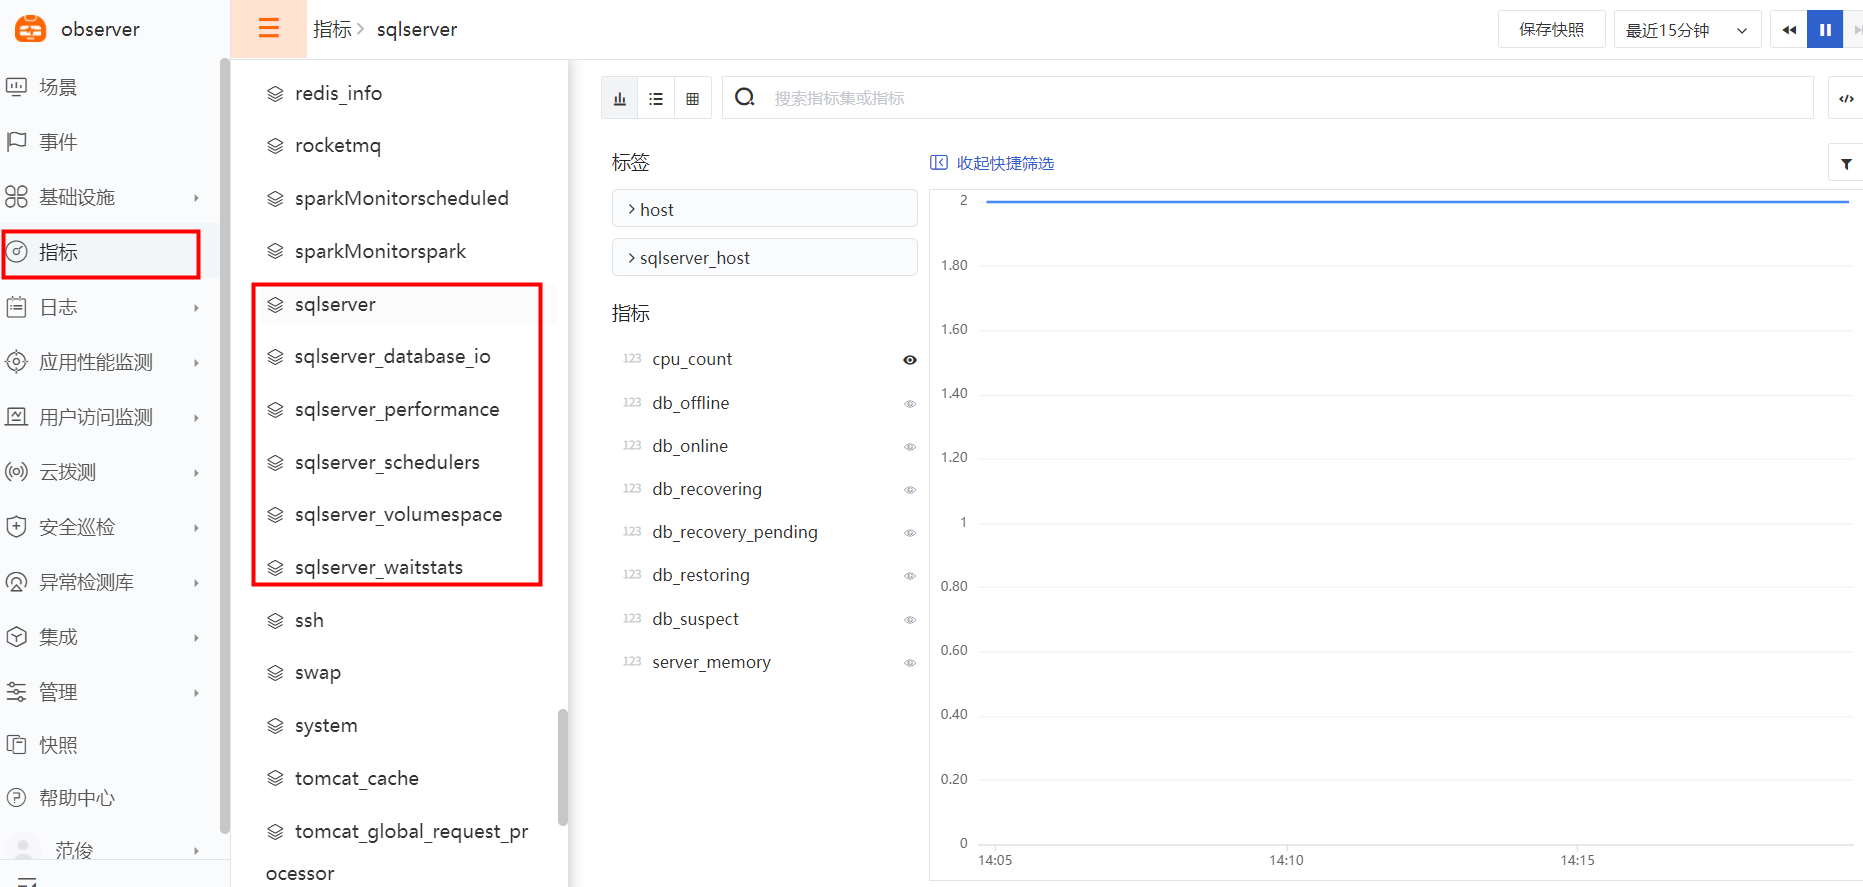 observer
场景
事件
基础设施
指标
日志
应用性能监测
用户访问监测
云拨测
安全巡检
异常检测库
集成
管理
快照
帮助中心
范俊
指标 > sqlserver
保存快照
最近15分钟
redis_info
rocketmq
sparkMonitorscheduled
sparkMonitorspark
sqlserver
sqlserver_database_io
sqlserver_performance
sqlserver_schedulers
sqlserver_volumespace
sqlserver_waitstats
ssh
swap
system
tomcat_cache
tomcat_global_request_pr
ocessor
搜索指标集或指标
标签
host
sqlserver_host
指标
123 cpu_count
123 db_offline
123 db_online
123 db_recovering
123 db_recovery_pending
123 db_restoring
123 db_suspect
123 server_memory
收起快捷筛选
2
1.80
1.60
1.40
1.20
1
0.80
0.60
0.40
0.20
0
14:05 14:10 14:15